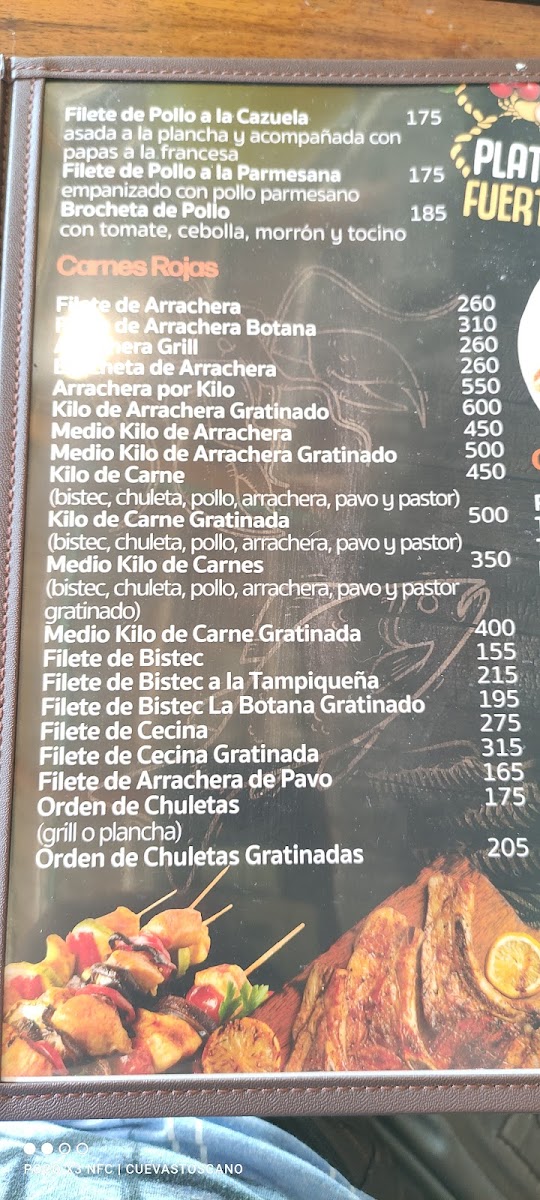 Filete de Pollo a la Cazuela 175
asada a la plancha y acompañada con
papas a la francesa
Filete de Pollo a la Parmesana 175
empanizado con pollo parmesano
Brocheta de Pollo 185
con tomate, cebolla, morrón y tocino
Carnes Rojas
Filete de Arrachera 260
de Arrachera Botana 310
Arrachera Grill 260
Brocheta de Arrachera 260
Arrachera por Kilo 550
Kilo de Arrachera Gratinado 600
Medio Kilo de Arrachera 450
Medio Kilo de Arrachera Gratinado 500
Kilo de Carne 450
(bistec, chuleta, pollo, arrachera, pavo y pastor)
Kilo de Carne Gratinada 500
(bistec, chuleta, pollo, arrachera, pavo y pastor)
Medio Kilo de Carnes 350
(bistec, chuleta, pollo, arrachera, pavo y pastor
gratinado)
Medio Kilo de Carne Gratinada 400
Filete de Bistec 155
Filete de Bistec a la Tampiqueña 215
Filete de Bistec La Botana Gratinado 195
Filete de Cecina 275
Filete de Cecina Gratinada 315
Filete de Arrachera de Pavo 165
Orden de Chuletas 175
(grill o plancha)
Orden de Chuletas Gratinadas 205
PLAT
FUERT
POCO X3 NFC | CUEVASTOSCANO